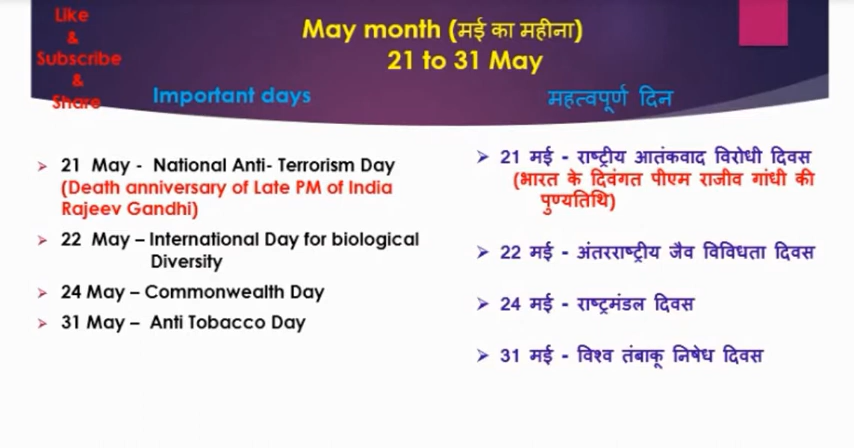 Like
&
Subscribe
&
Share
May month (मई का महीना)
21 to 31 May
Important days
महत्वपूर्ण दिन
➢ 21 May - National Anti- Terrorism Day
(Death anniversary of Late PM of India
Rajeev Gandhi)
➢ 22 May – International Day for biological
Diversity
➢ 24 May – Commonwealth Day
➢ 31 May – Anti Tobacco Day
➢ 21 मई - राष्ट्रीय आतंकवाद विरोधी दिवस
(भारत के दिवंगत पीएम राजीव गांधी की
पुण्यतिथि)
➢ 22 मई - अंतरराष्ट्रीय जैव विविधता दिवस
➢ 24 मई - राष्ट्रमंडल दिवस
➢ 31 मई - विश्व तंबाकू निषेध दिवस